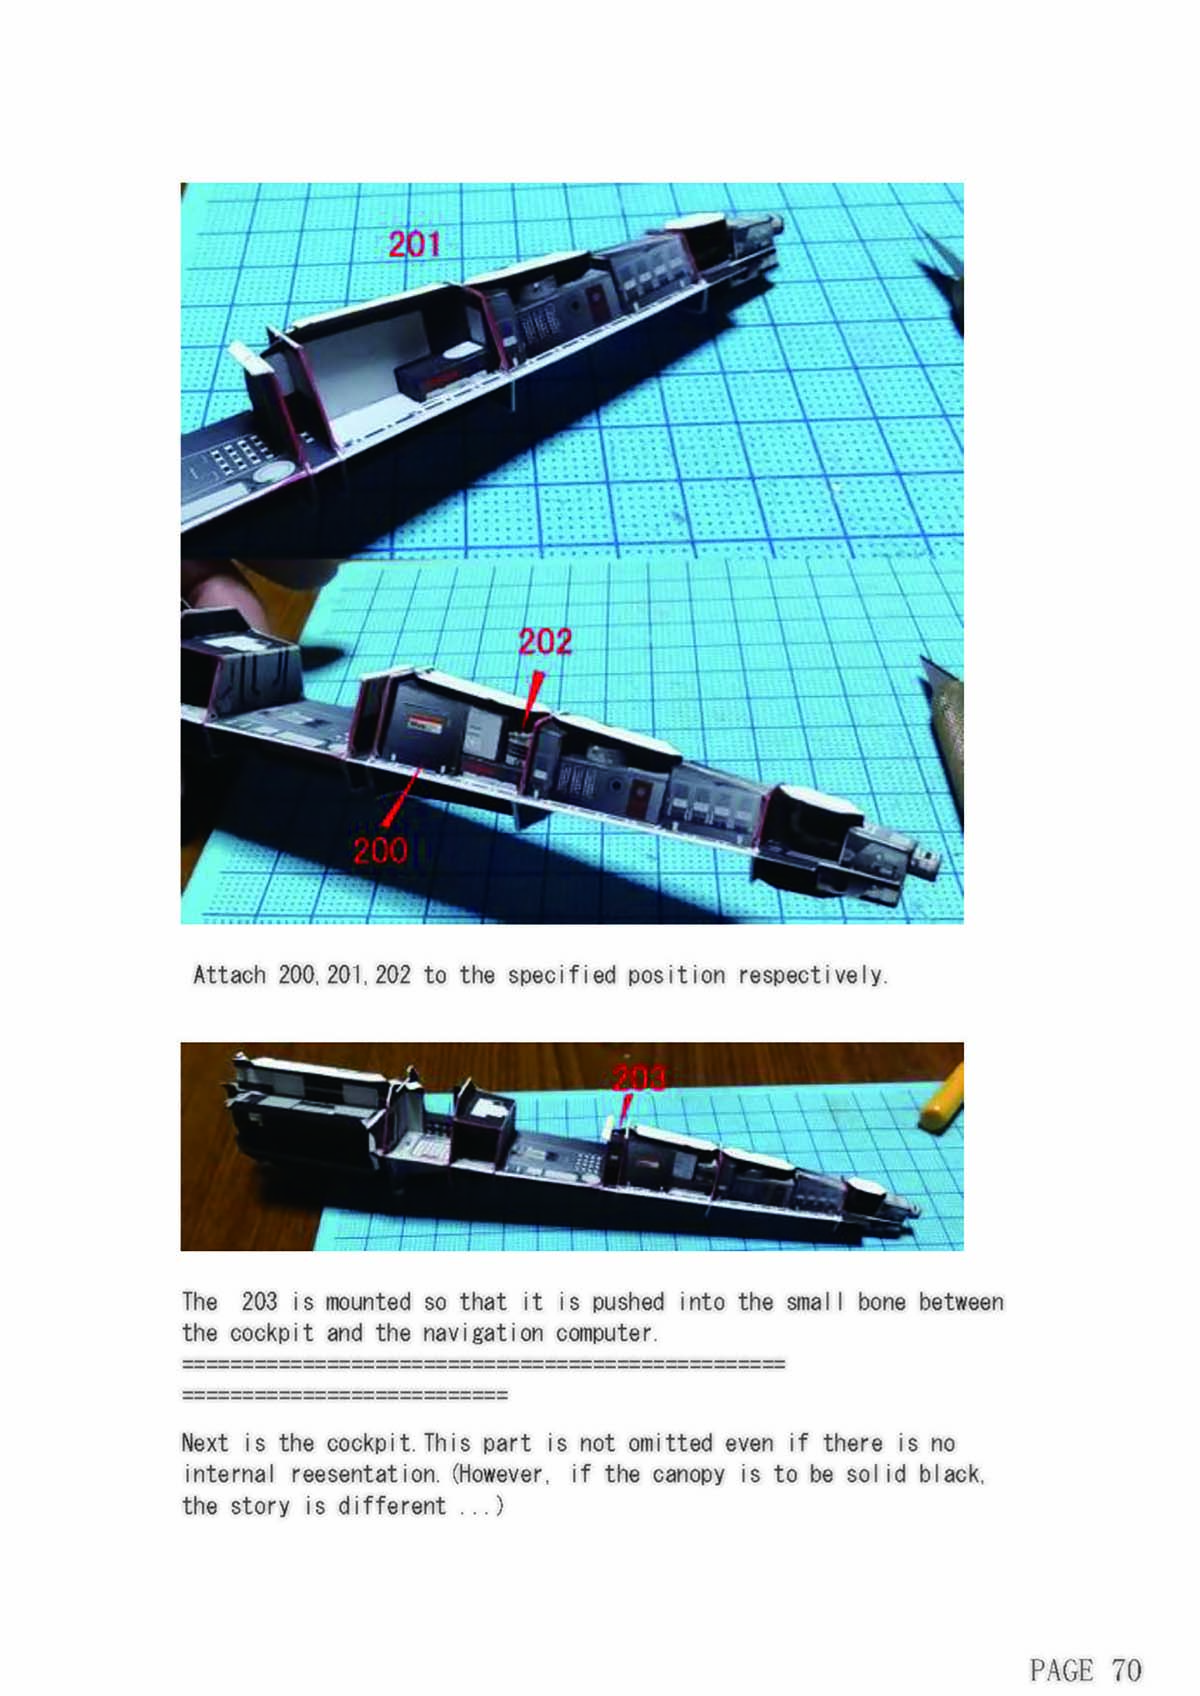 201
202
200
Attach 200,201,202 to the specified position respectively.
203
The  203 is mounted so that it is pushed into the small bone between
the cockpit and the navigation computer.
==================================================
===========================
Next is the cockpit.This part is not omitted even if there is no
internal reesentation.(However, if the canopy is to be solid black,
the story is different ...)
PAGE 70